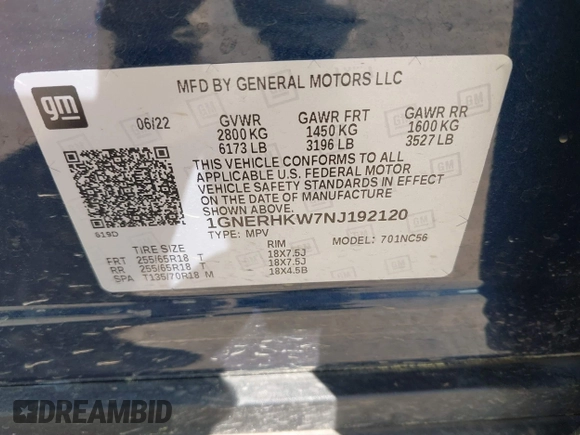 gm
MFD BY GENERAL MOTORS LLC
06/22 GVWR GAWR FRT GAWR RR
2800 KG 1450 KG 1600 KG
6173 LB 3196 LB 3527 LB
THIS VEHICLE CONFORMS TO ALL
APPLICABLE U.S. FEDERAL MOTOR
VEHICLE SAFETY STANDARDS IN EFFECT
ON THE DATE OF MANUFACTURE
SHOWN ABOVE.
1GNERHKW7NJ192120
819D TYPE: MPV MODEL: 701NC56
TIRE SIZE RIM
FRT 255/65R18 T 18X7.5J
RR 255/65R18 T 18X7.5J
SPA T135/70R18 M 18X4.5B
DREAMBID